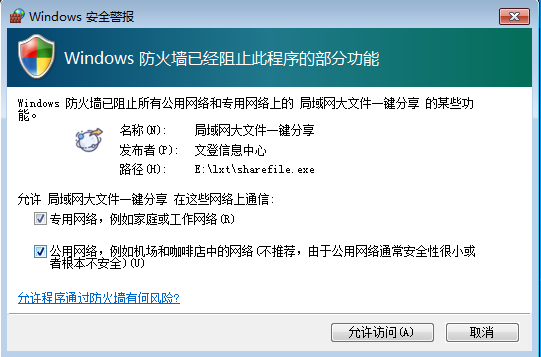 Windows 安全警报
Windows 防火墙已经阻止此程序的部分功能
Windows 防火墙已阻止所有公用网络和专用网络上的 局域网大文件一键分享 的某些功
能。
名称(N): 局域网大文件一键分享
发布者(P): 文登信息中心
路径(H): E:\lxt\sharefile.exe
允许 局域网大文件一键分享 在这些网络上通信:
专用网络，例如家庭或工作网络(R)
公用网络，例如机场和咖啡店中的网络(不推荐，由于公用网络通常安全性很小或
者根本不安全)(U)
允许程序通过防火墙有何风险?
允许访问(A) 取消